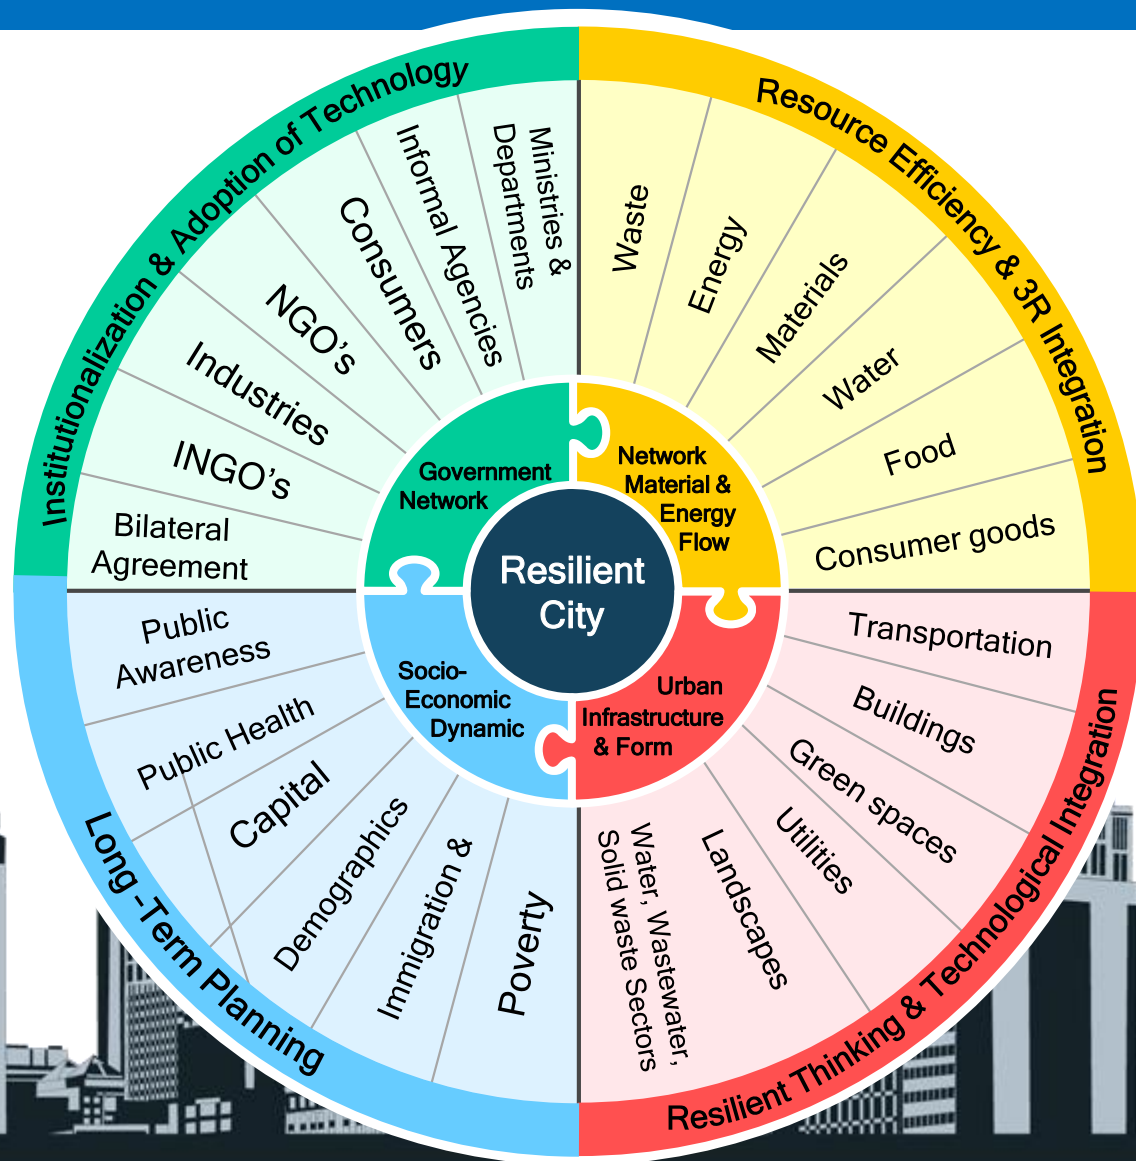 Institutionalization & Adoption of Technology
Ministries &
Departments
Informal Agencies
Consumers
NGO's
Industries
INGO's
Bilateral
Agreement
Resource Efficiency & 3R Integration
Waste
Energy
Materials
Water
Food
Consumer goods
Government
Network
Network
Material &
Energy
Flow
Resilient
City
Socio-
Economic
Dynamic
Urban
Infrastructure
& Form
Transportation
Buildings
Green spaces
Utilities
Landscapes
Water, Wastewater,
Solid waste Sectors
Resilient Thinking & Technological Integration
Public
Awareness
Public Health
Capital
Demographics
Immigration &
Poverty
Long -Term Planning